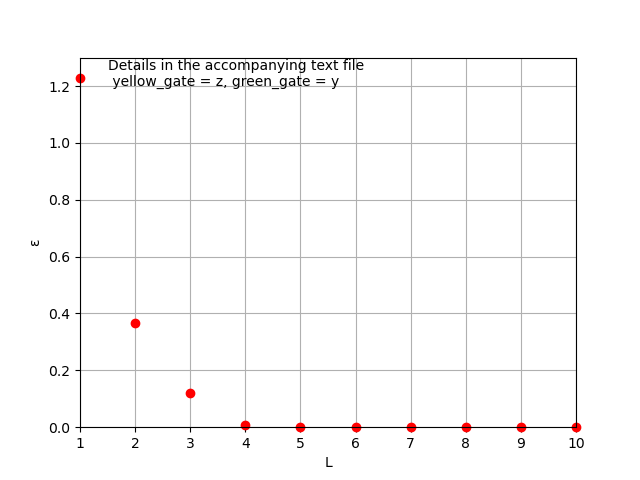 Details in the accompanying text file
yellow_gate = z, green_gate = y
1.2
1.0
0.8
0.6
0.4
0.2
0.0
ε
1 2 3 4 5 6 7 8 9 10
L